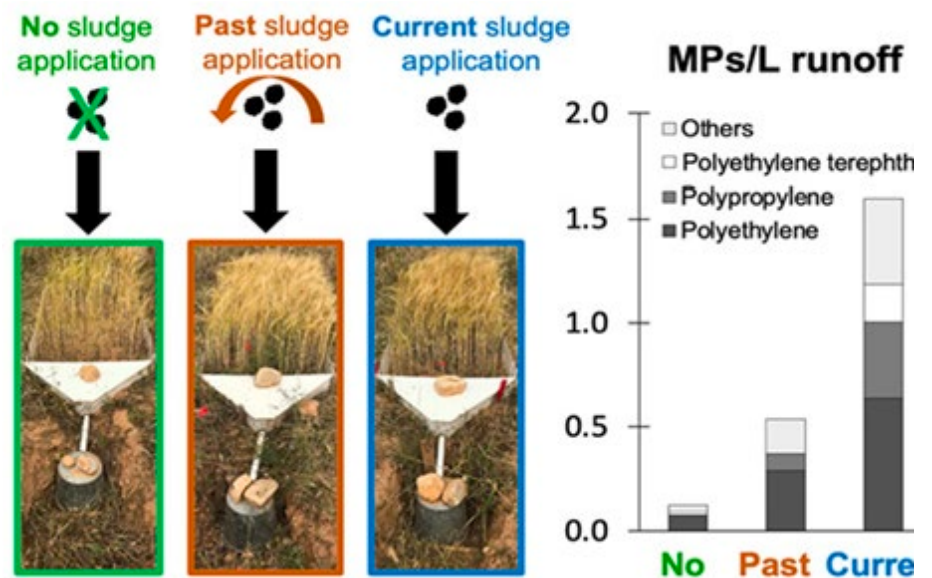 No sludge
application
Past sludge
application
Current sludge
application
MPs/L runoff
2.0
1.5
1.0
0.5
0.0
Others
Polyethylene terephth
Polypropylene
Polyethylene
No
Past
Curre